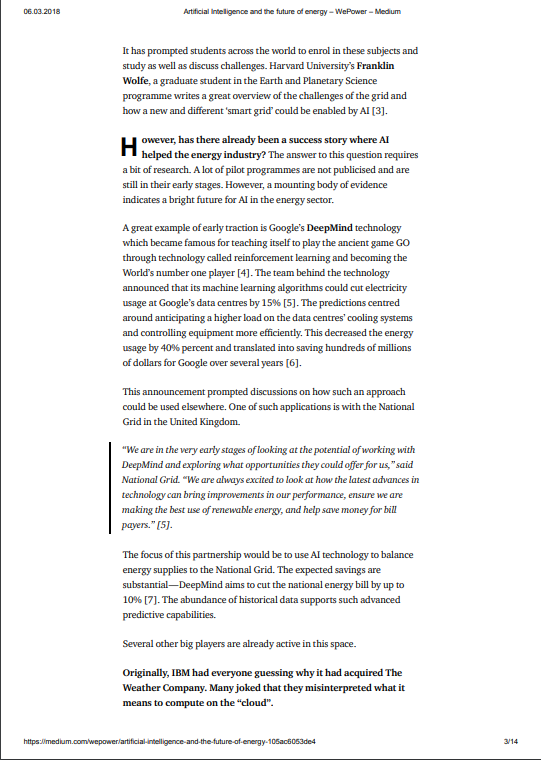 06.03.2018
Artificial Intelligence and the future of energy – WePower – Medium
It has prompted students across the world to enrol in these subjects and
study as well as discuss challenges. Harvard University's Franklin
Wolfe, a graduate student in the Earth and Planetary Science
programme writes a great overview of the challenges of the grid and
how a new and different 'smart grid' could be enabled by AI [3].
However, has there already been a success story where AI
helped the energy industry? The answer to this question requires
a bit of research. A lot of pilot programmes are not publicised and are
still in their early stages. However, a mounting body of evidence
indicates a bright future for AI in the energy sector.
A great example of early traction is Google's DeepMind technology
which became famous for teaching itself to play the ancient game GO
through technology called reinforcement learning and becoming the
World's number one player [4]. The team behind the technology
announced that its machine learning algorithms could cut electricity
usage at Google's data centres by 15% [5]. The predictions centred
around anticipating a higher load on the data centres' cooling systems
and controlling equipment more efficiently. This decreased the energy
usage by 40% percent and translated into saving hundreds of millions
of dollars for Google over several years [6].
This announcement prompted discussions on how such an approach
could be used elsewhere. One of such applications is with the National
Grid in the United Kingdom.
"We are in the very early stages of looking at the potential of working with
DeepMind and exploring what opportunities they could offer for us," said
National Grid. "We are always excited to look at how the latest advances in
technology can bring improvements in our performance, ensure we are
making the best use of renewable energy, and help save money for bill
payers." [5].
The focus of this partnership would be to use AI technology to balance
energy supplies to the National Grid. The expected savings are
substantial — DeepMind aims to cut the national energy bill by up to
10% [7]. The abundance of historical data supports such advanced
predictive capabilities.
Several other big players are already active in this space.
Originally, IBM had everyone guessing why it had acquired The
Weather Company. Many joked that they misinterpreted what it
means to compute on the "cloud".
https://medium.com/wepower/artificial-intelligence-and-the-future-of-energy-105ac6053de4
3/14